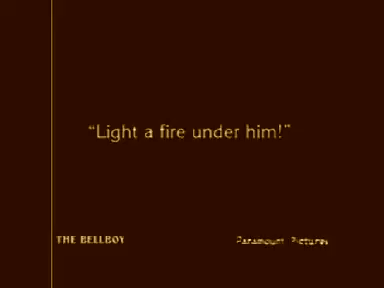 “Light a fire under him!”
THE BELLBOY
Paramount Pictures